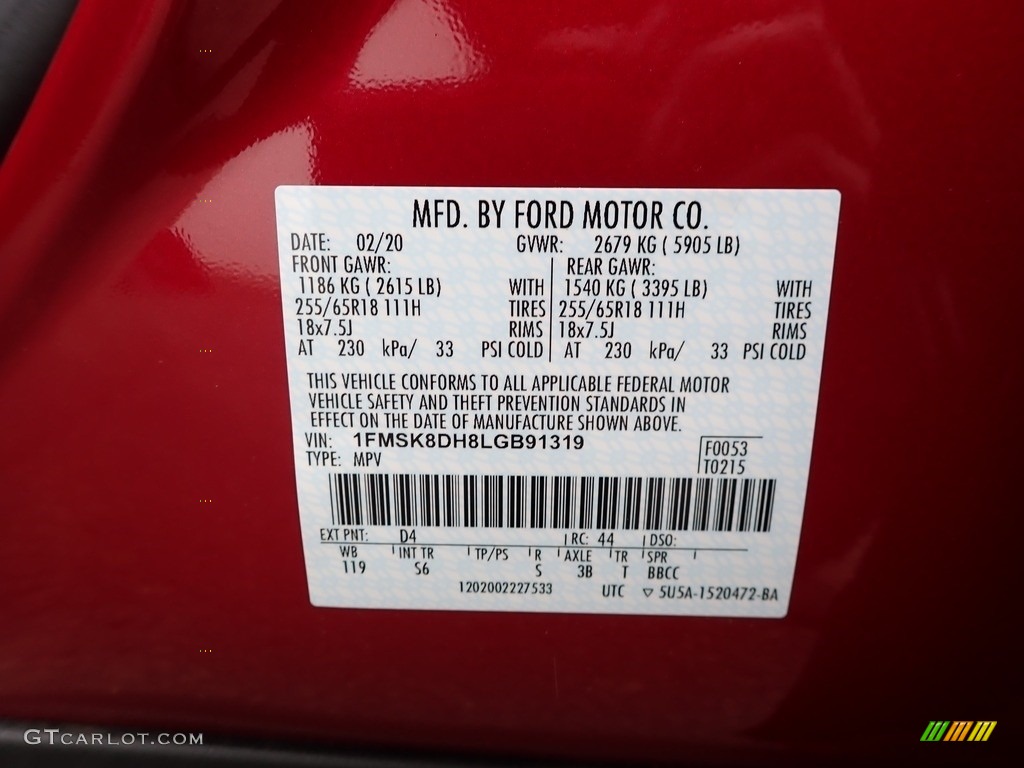 MFD. BY FORD MOTOR CO.
DATE: 02/20 GVWR: 2679 KG ( 5905 LB)
FRONT GAWR: REAR GAWR:
1186 KG ( 2615 LB) WITH 1540 KG ( 3395 LB) WITH
255/65R18 111H TIRES 255/65R18 111H TIRES
18x7.5J RIMS 18x7.5J RIMS
AT 230 kPa/ 33 PSI COLD AT 230 kPa/ 33 PSI COLD
THIS VEHICLE CONFORMS TO ALL APPLICABLE FEDERAL MOTOR
VEHICLE SAFETY AND THEFT PREVENTION STANDARDS IN
EFFECT ON THE DATE OF MANUFACTURE SHOWN ABOVE.
VIN: 1FMSK8DH8LGB91319 F0053
TYPE: MPV T0215
EXT PNT: D4 RC: 44 DSO:
WB INT TR TP/PS R AXLE TR SPR
119 S6 S 3B T BBCC
1202002227533 UTC ▽ 5U5A-1520472-BA
GTCARLOT.COM